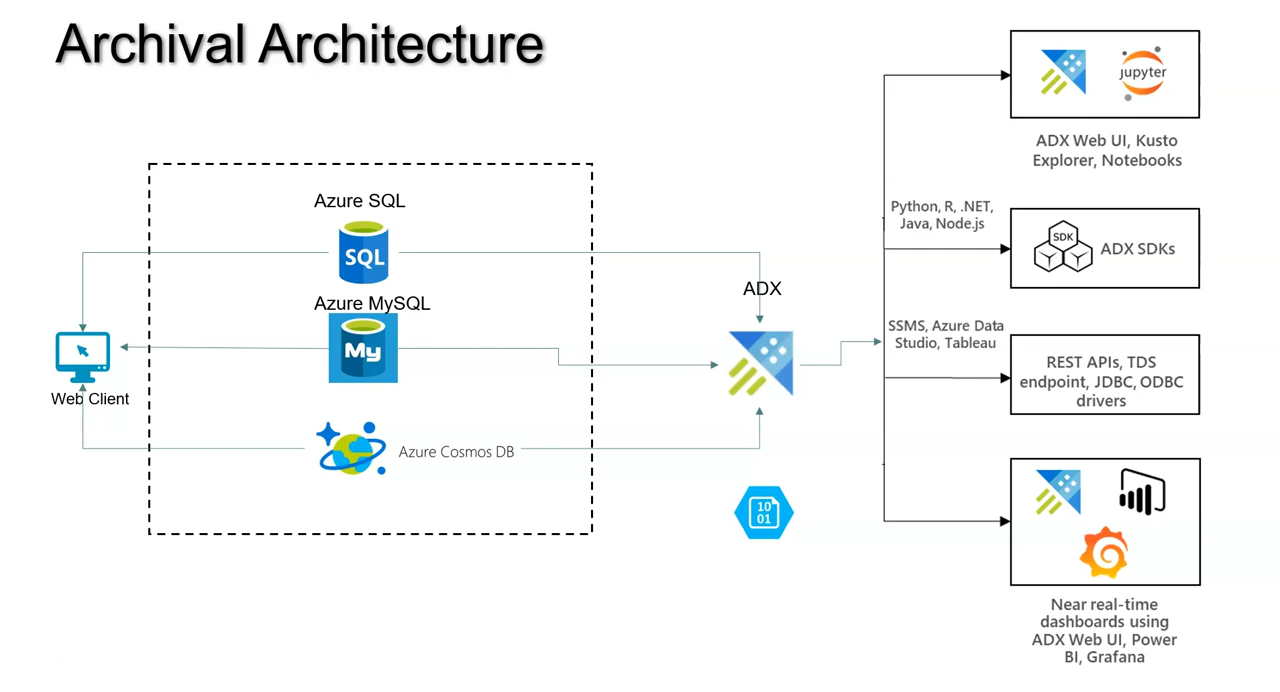 Archival Architecture
Azure SQL
SQL
Azure MySQL
My
Azure Cosmos DB
Web Client
ADX
10
01
Python, R, .NET,
Java, Node.js
SSMS, Azure Data
Studio, Tableau
jupyter
ADX Web UI, Kusto
Explorer, Notebooks
SDK
ADX SDKs
REST APIs, TDS
endpoint, JDBC, ODBC
drivers
Near real-time
dashboards using
ADX Web UI, Power
BI, Grafana